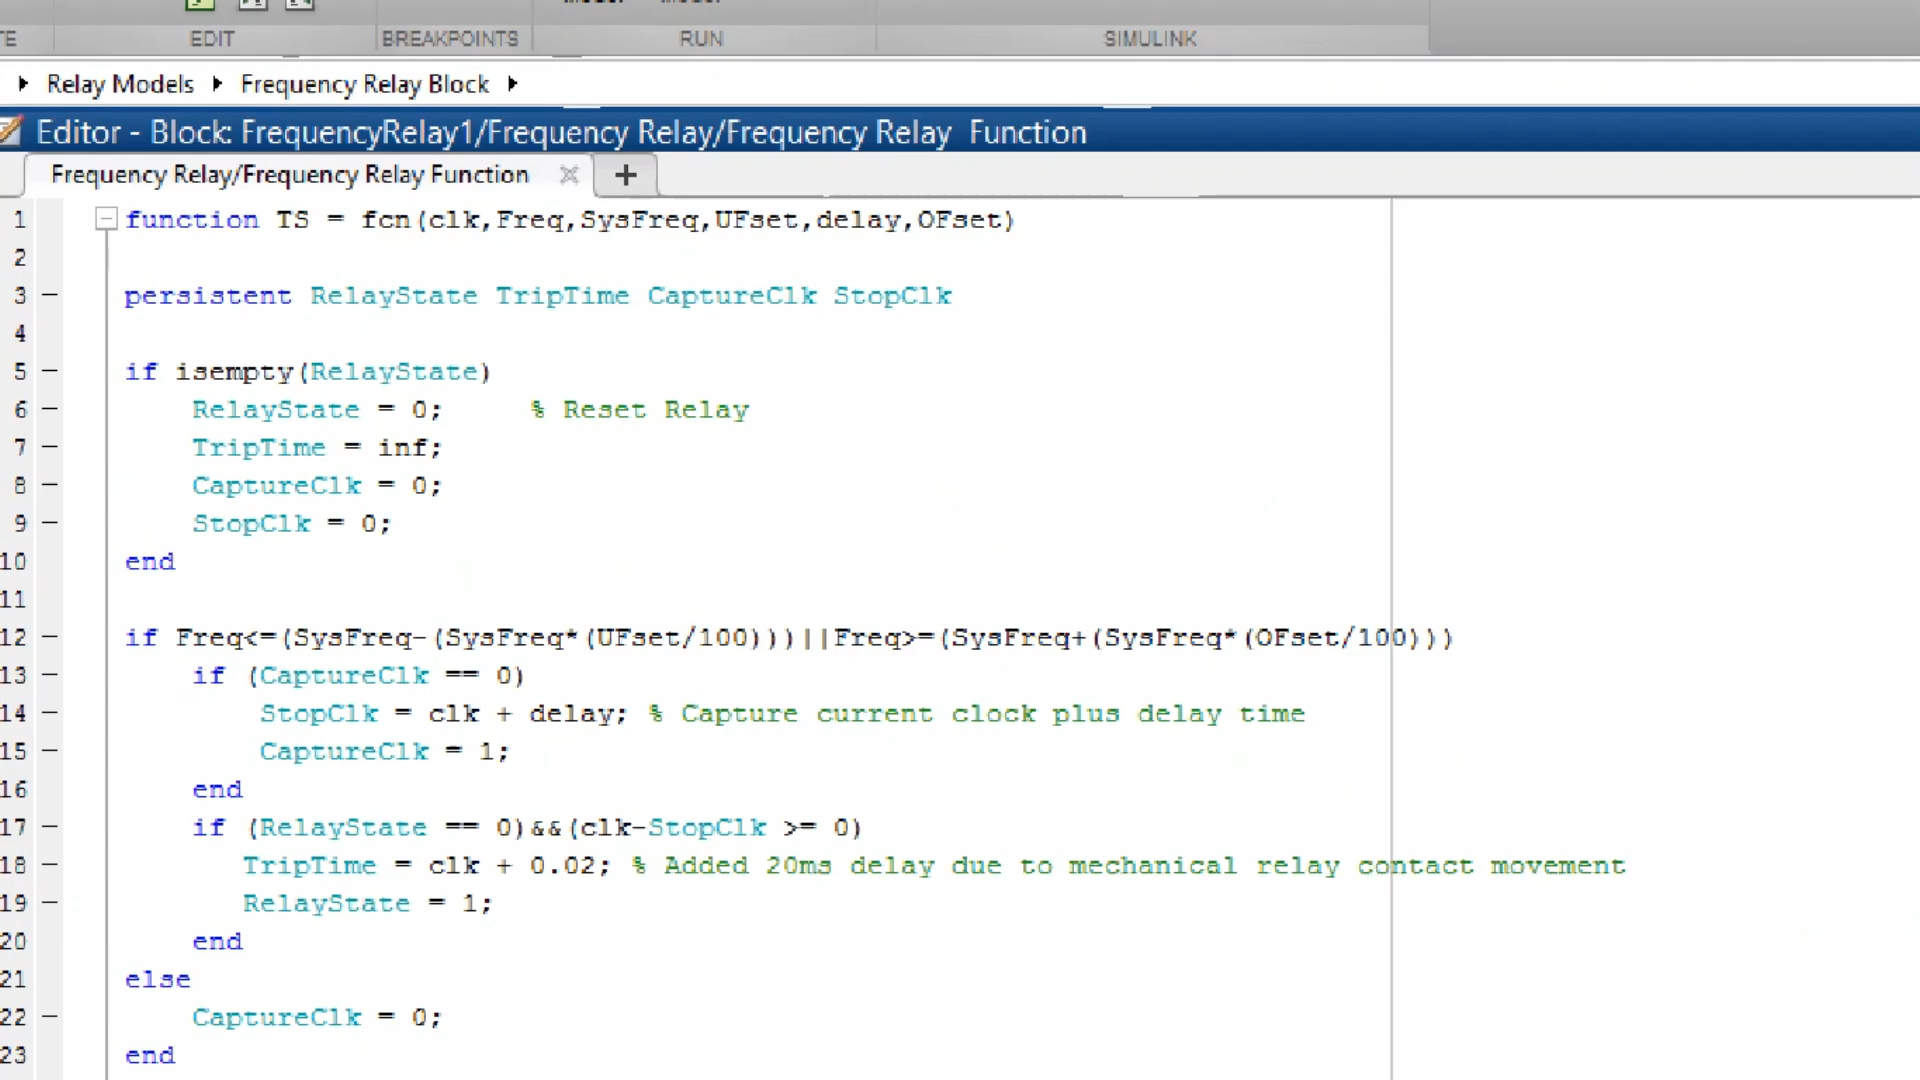 TE EDIT BREAKPOINTS RUN SIMULINK
Relay Models Frequency Relay Block
Editor - Block: FrequencyRelay1/Frequency Relay/Frequency Relay Function
Frequency Relay/Frequency Relay Function
1 function TS = fcn(clk,Freq,SysFreq,UFset,delay,OFset)
2
3 persistent RelayState TripTime CaptureClk StopClk
4
5 if isempty(RelayState)
6 RelayState = 0; % Reset Relay
7 TripTime = inf;
8 CaptureClk = 0;
9 StopClk = 0;
10 end
11
12 if Freq<=(SysFreq-(SysFreq*(UFset/100)))||Freq>=(SysFreq+(SysFreq*(OFset/100)))
13 if (CaptureClk == 0)
14 StopClk = clk + delay; % Capture current clock plus delay time
15 CaptureClk = 1;
16 end
17 if (RelayState == 0)&&(clk-StopClk >= 0)
18 TripTime = clk + 0.02; % Added 20ms delay due to mechanical relay contact movement
19 RelayState = 1;
20 end
21 else
22 CaptureClk = 0;
23 end